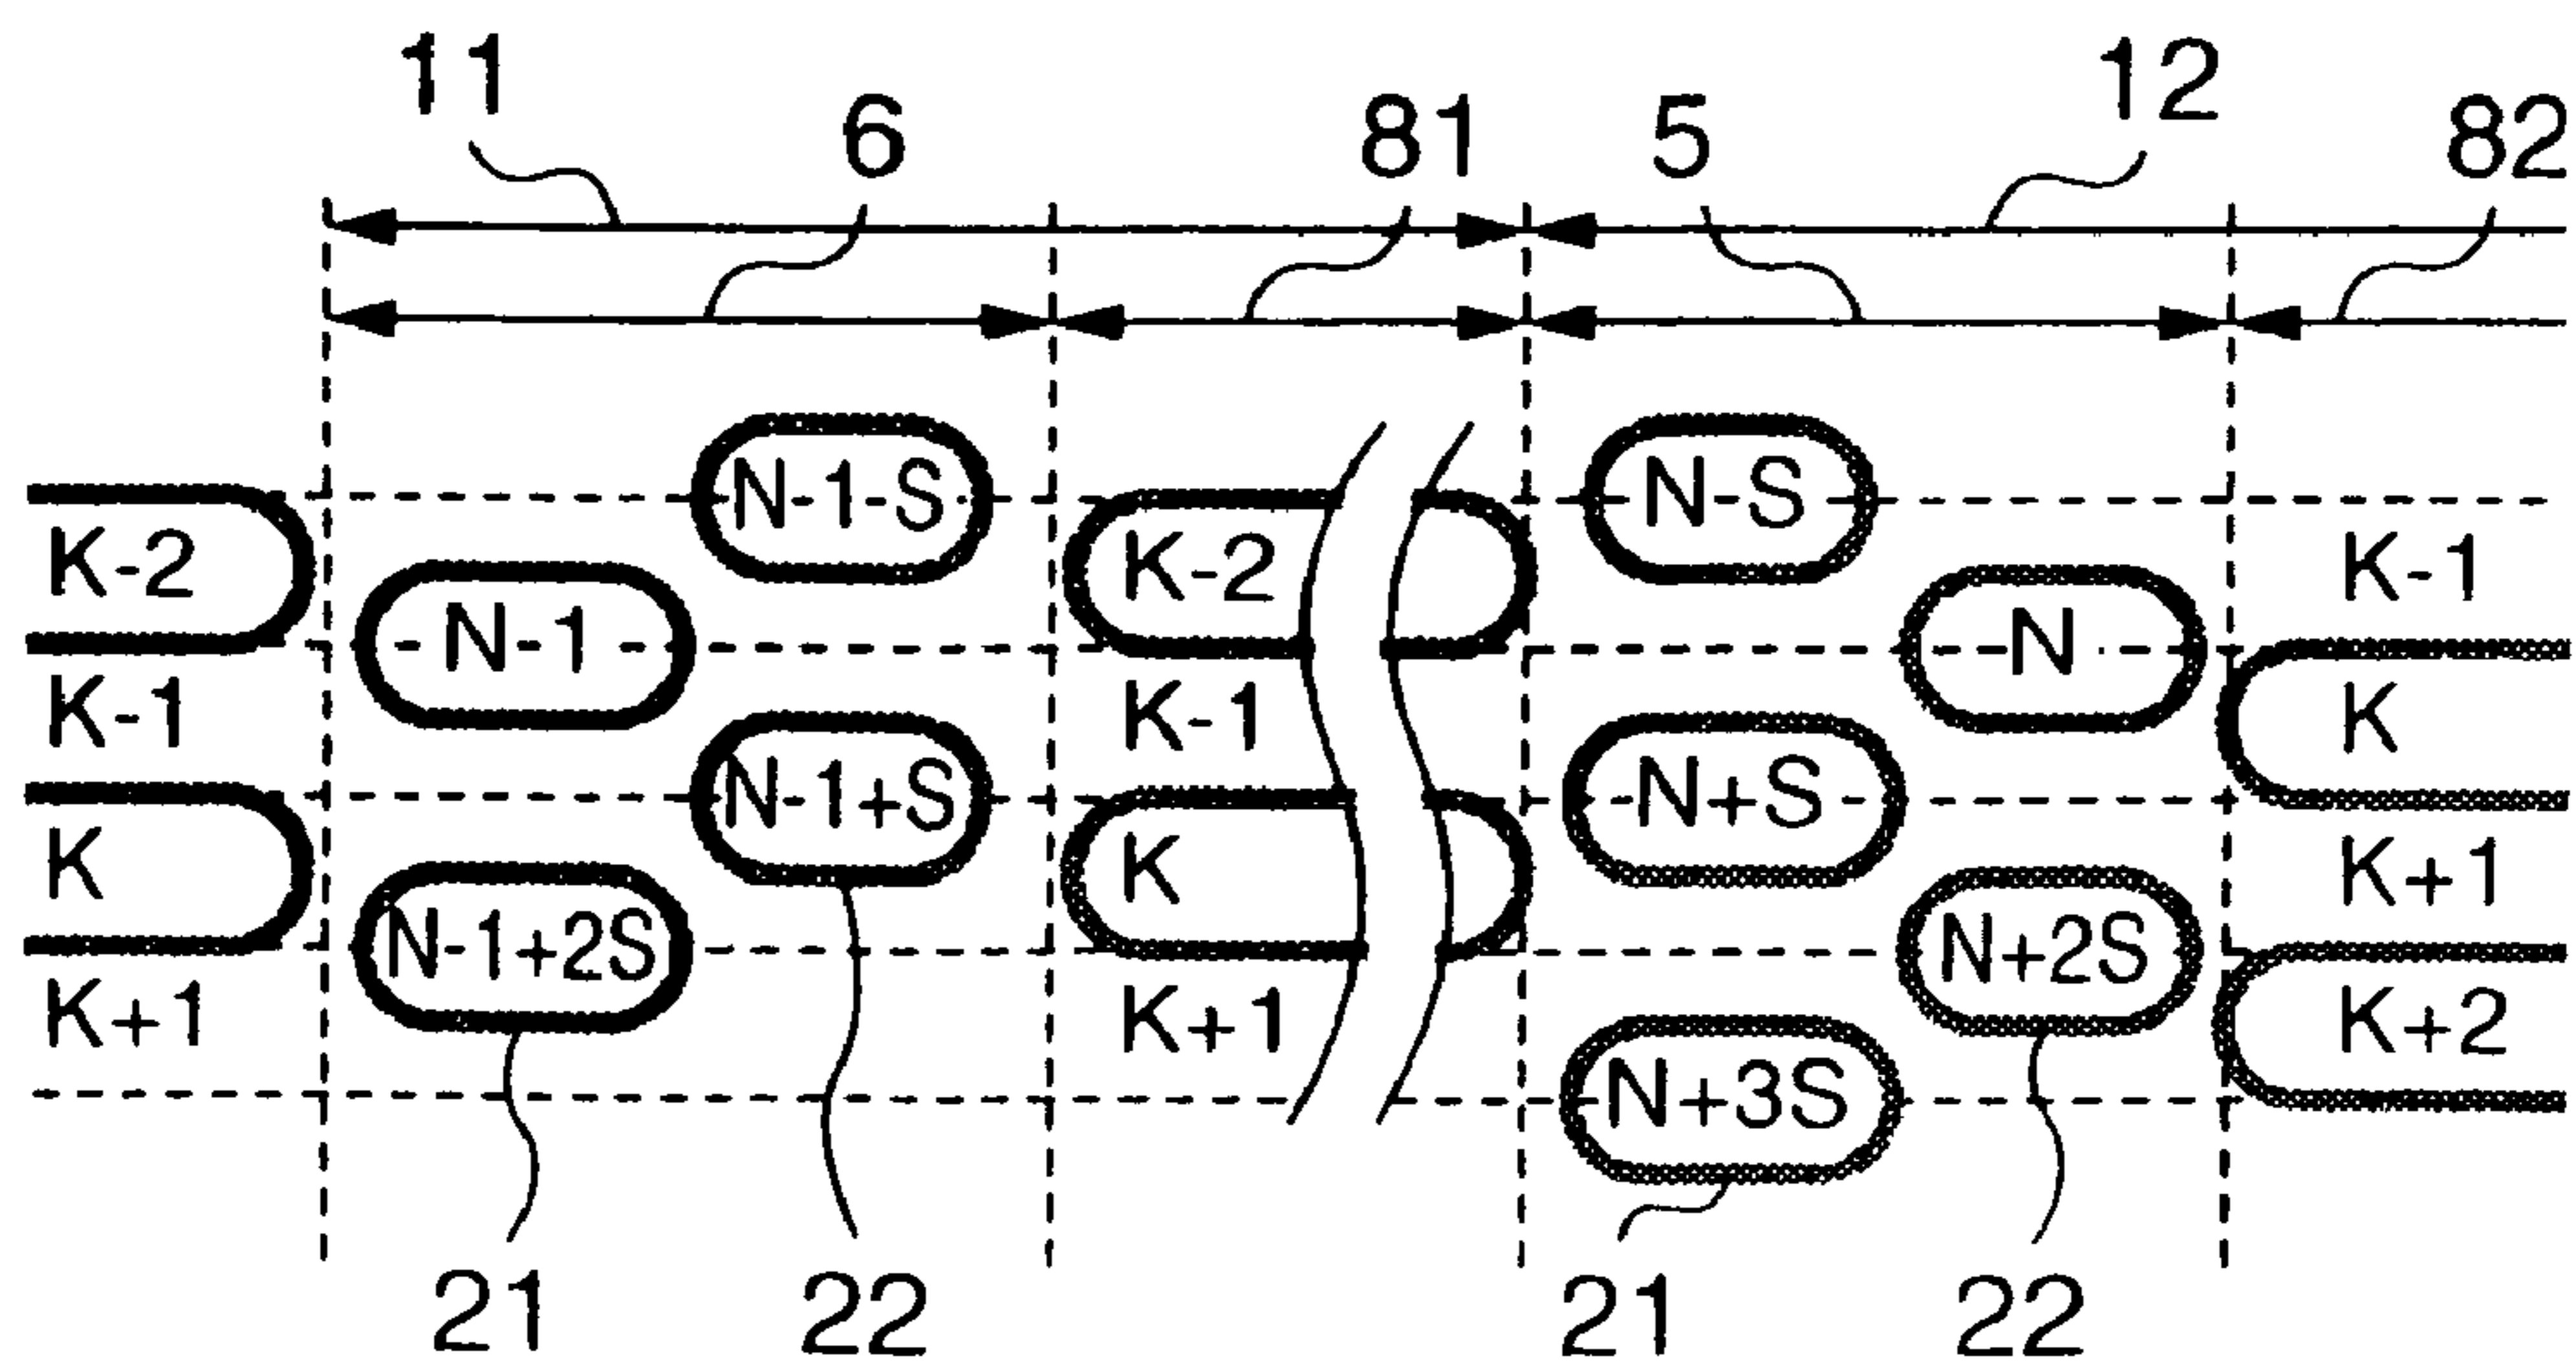 11 12
6 81 5 82
N-1-S N-S
K-2 K-2 K-1
N-1 N
K-1 K-1 K
N-1+S N+S
K K K+1
N-1+2S N+2S
K+1 K+1 K+2
N+3S
21 22 21 22